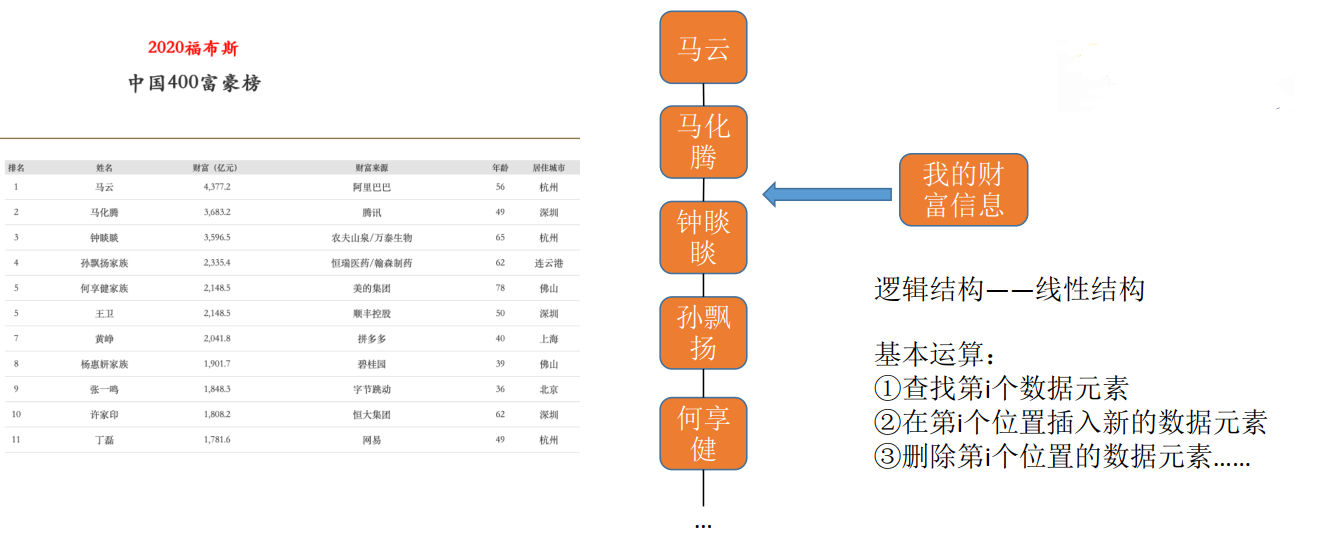 2020福布斯
中国400富豪榜
排名 姓名 财富（亿元） 财富来源 年龄 居住城市
1 马云 4,377.2 阿里巴巴 56 杭州
2 马化腾 3,683.2 腾讯 49 深圳
3 钟睒睒 3,596.5 农夫山泉/万泰生物 65 杭州
4 孙飘扬家族 2,335.4 恒瑞医药/翰森制药 62 连云港
5 何享健家族 2,148.5 美的集团 78 佛山
5 王卫 2,148.5 顺丰控股 50 深圳
7 黄峥 2,041.8 拼多多 40 上海
8 杨惠妍家族 1,901.7 碧桂园 39 佛山
9 张一鸣 1,848.3 字节跳动 36 北京
10 许家印 1,808.2 恒大集团 62 深圳
11 丁磊 1,781.6 网易 49 杭州
马云
马化
腾
钟睒
睒
孙飘
扬
何享
健
...
我的财
富信息
逻辑结构——线性结构
基本运算：
①查找第i个数据元素
②在第i个位置插入新的数据元素
③删除第i个位置的数据元素……